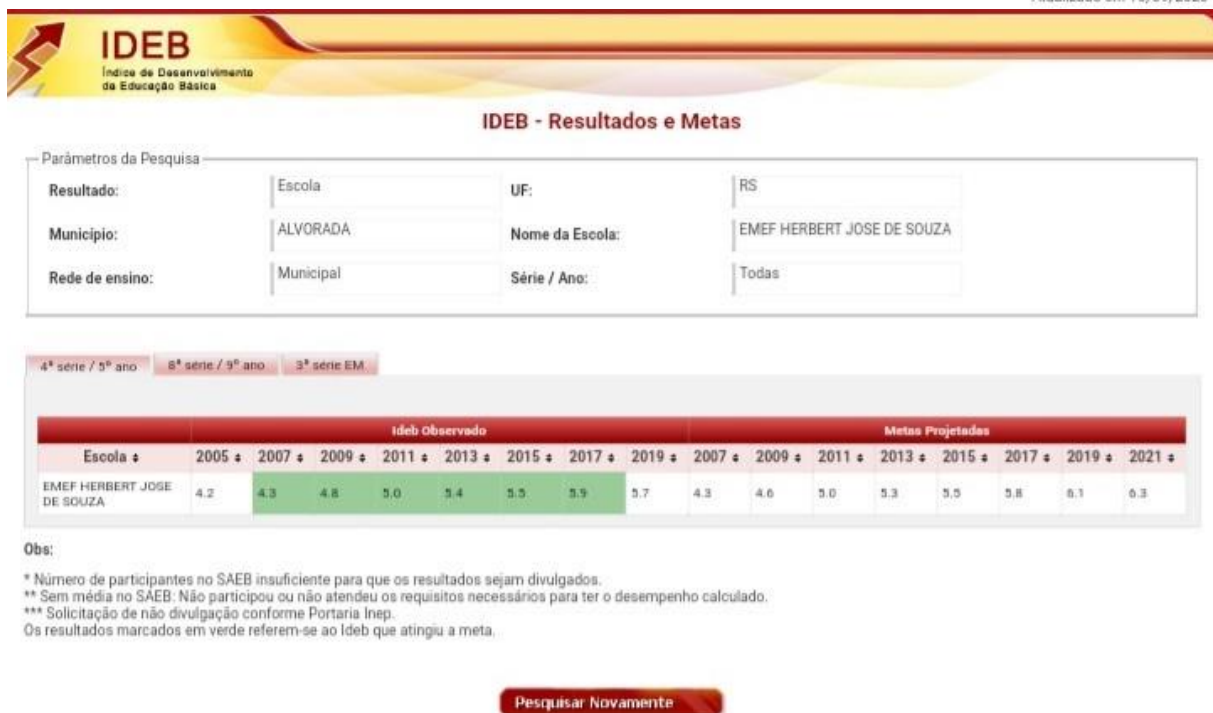 IDEB
Índice de Desenvolvimento
da Educação Básica
IDEB - Resultados e Metas
Parâmetros da Pesquisa
Resultado: Escola UF: RS
Município: ALVORADA Nome da Escola: EMEF HERBERT JOSE DE SOUZA
Rede de ensino: Municipal Série / Ano: Todas
4ª série / 5º ano 8ª série / 9º ano 3ª série EM
Ideb Observado Metas Projetadas
Escola 2005 2007 2009 2011 2013 2015 2017 2019 2007 2009 2011 2013 2015 2017 2019 2021
EMEF HERBERT JOSE
DE SOUZA 4.2 4.3 4.8 5.0 5.4 5.5 5.9 5.7 4.3 4.6 5.0 5.3 5.5 5.8 6.1 6.3
Obs:
* Número de participantes no SAEB insuficiente para que os resultados sejam divulgados.
** Sem média no SAEB: Não participou ou não atendeu os requisitos necessários para ter o desempenho calculado.
*** Solicitação de não divulgação conforme Portaria Inep.
Os resultados marcados em verde referem-se ao Ideb que atingiu a meta.
Pesquisar Novamente